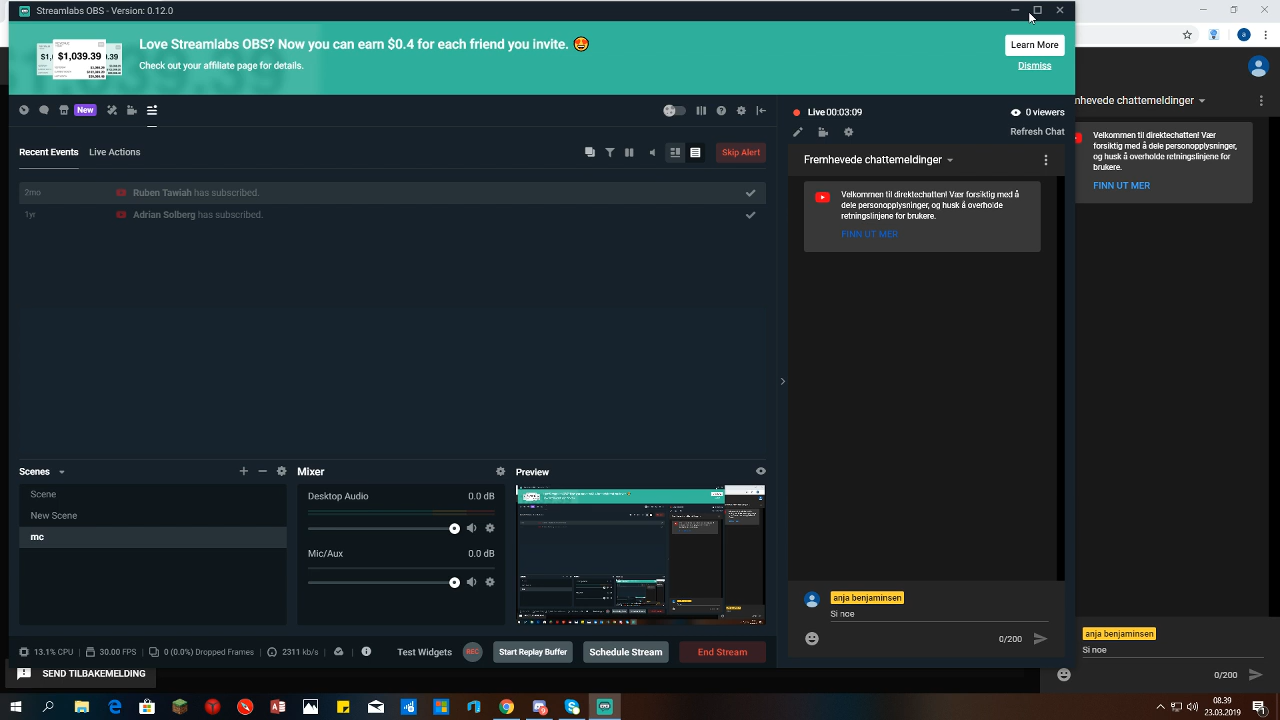 Streamlabs OBS - Version: 0.12.0
$1,039.39
Love Streamlabs OBS? Now you can earn $0.4 for each friend you invite.
Check out your affiliate page for details.
Learn More
Dismiss
New
Live 00:03:09
0 viewers
Refresh Chat
Recent Events
Live Actions
Skip Alert
2mo
Ruben Tawiah has subscribed.
1yr
Adrian Solberg has subscribed.
Fremhevede chattemeldinger
Velkommen til direktechatten! Vær forsiktig med å
dele personopplysninger, og husk å overholde
retningslinjene for brukere.
FINN UT MER
nhevede chattemeldinger
Velkommen til direktechatten! Vær
forsiktig med å dele personopplysninger,
og husk å overholde retningslinjene for
brukere.
FINN UT MER
Scenes
Scene
Scene
mc
Mixer
Desktop Audio
0.0 dB
Mic/Aux
0.0 dB
Preview
anja benjaminsen
Si noe
0/200
anja benjaminsen
Si noe
0/200
13.1% CPU
30.00 FPS
0 (0.0%) Dropped Frames
2311 kb/s
Test Widgets
REC
Start Replay Buffer
Schedule Stream
End Stream
SEND TILBAKEMELDING
08.39
23.03.2019